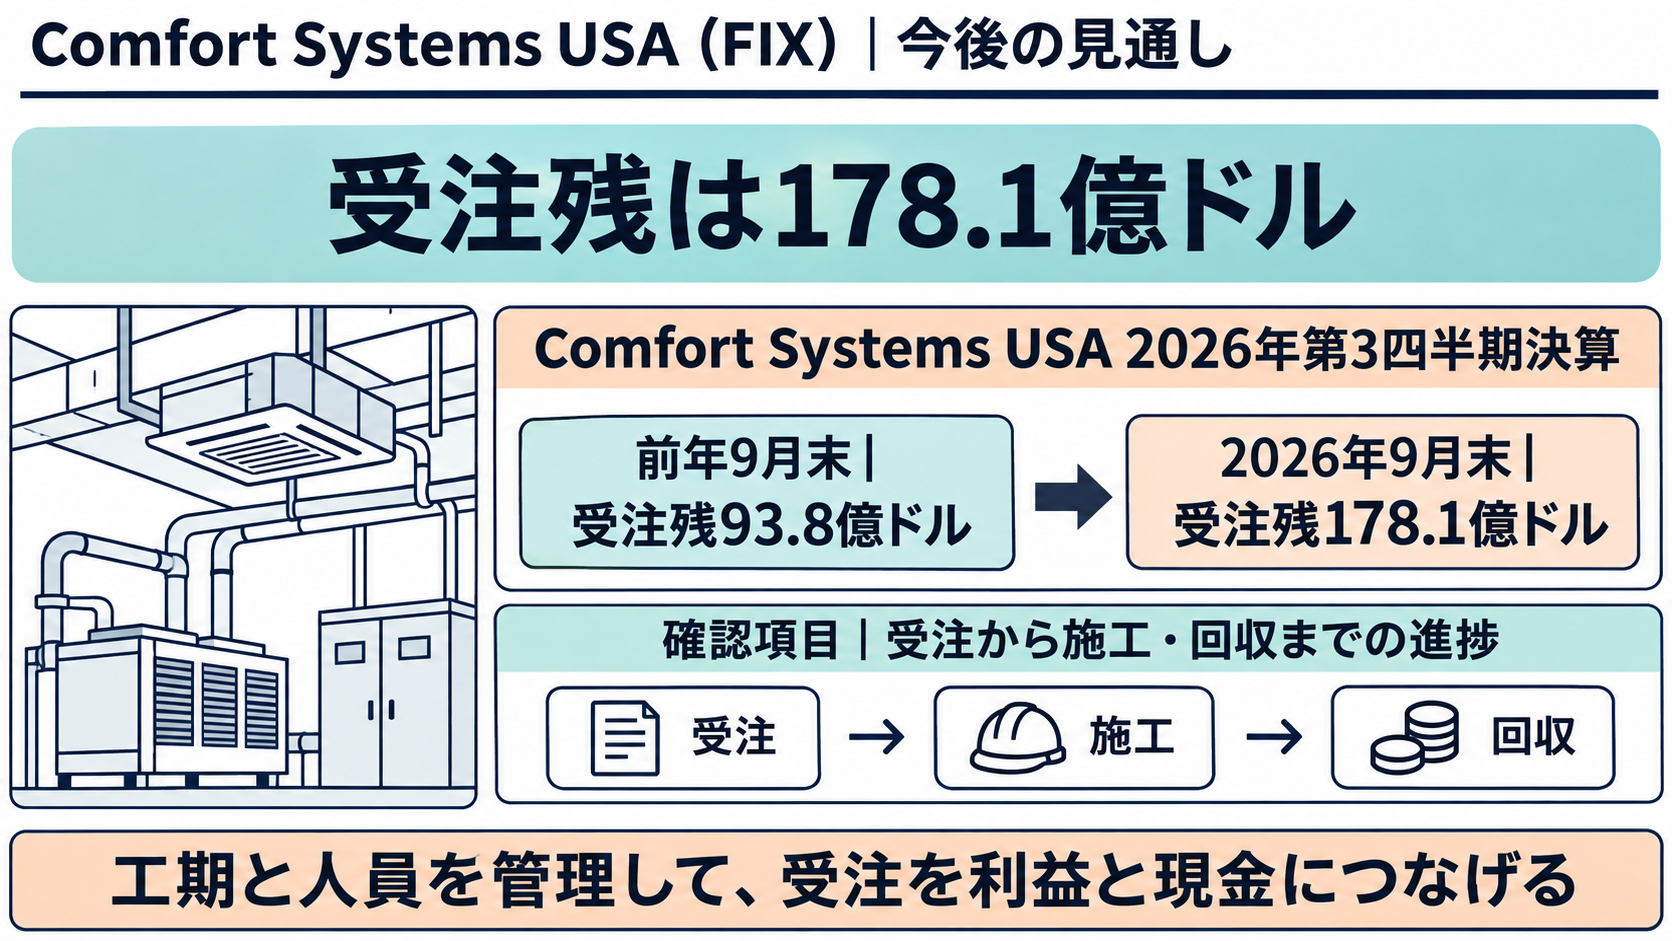 Comfort Systems USA（FIX）｜今後の見通し
受注残は178.1億ドル
Comfort Systems USA 2026年第3四半期決算
前年9月末｜
受注残93.8億ドル
2026年9月末｜
受注残178.1億ドル
確認項目｜受注から施工・回収までの進捗
受注
施工
回収
工期と人員を管理して、受注を利益と現金につなげる